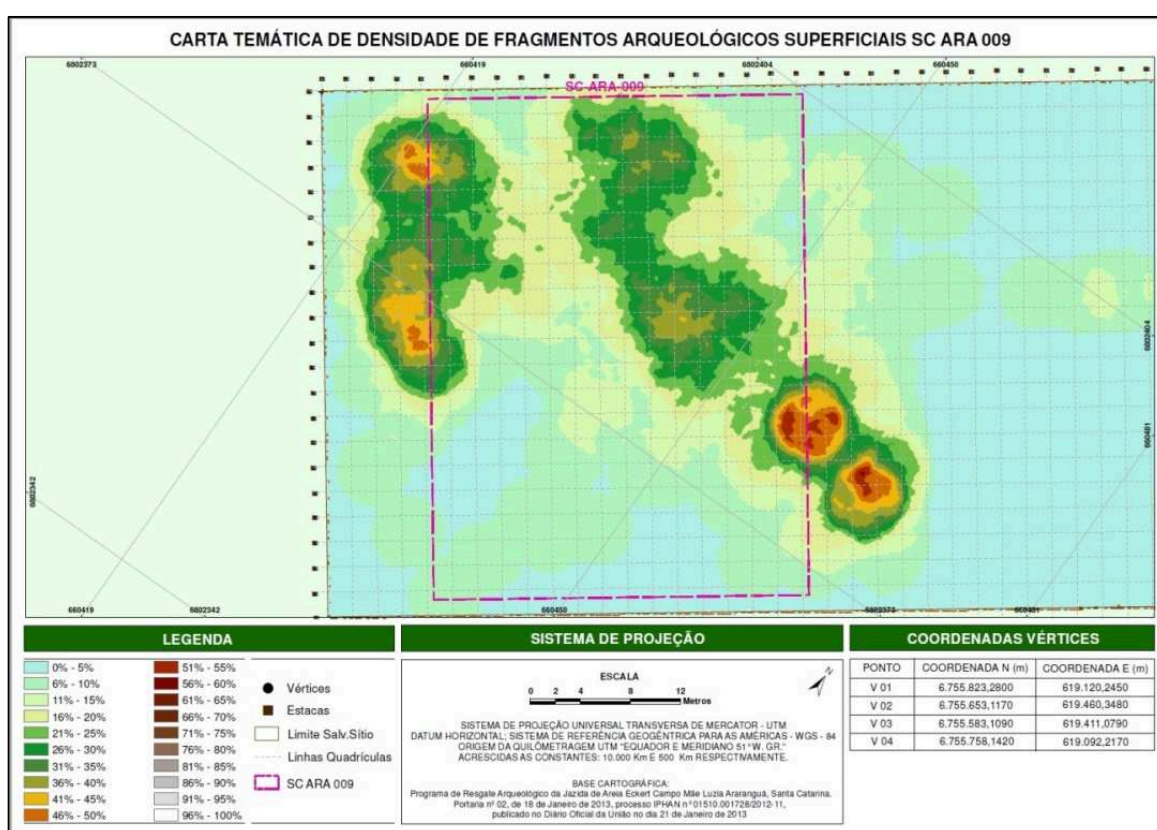 CARTA TEMÁTICA DE DENSIDADE DE FRAGMENTOS ARQUEOLÓGICOS SUPERFICIAIS SC ARA 009
6802373
660419
6802404
660450
SC-ARA-009
6802404
660481
6802342
660419
6802342
660450
6802373
660481
LEGENDA
0% - 5%
6% - 10%
11% - 15%
16% - 20%
21% - 25%
26% - 30%
31% - 35%
36% - 40%
41% - 45%
46% - 50%
51% - 55%
56% - 60%
61% - 65%
66% - 70%
71% - 75%
76% - 80%
81% - 85%
86% - 90%
91% - 95%
96% - 100%
Vértices
Estacas
Limite Salv.Sítio
Linhas Quadrículas
SC ARA 009
SISTEMA DE PROJEÇÃO
ESCALA
0 2 4 8 12
Metros
N
SISTEMA DE PROJEÇÃO UNIVERSAL TRANSVERSA DE MERCATOR - UTM
DATUM HORIZONTAL; SISTEMA DE REFERÊNCIA GEOGÊNTRICA PARA AS AMÉRICAS - WGS - 84
ORIGEM DA QUILÔMETRAGEM UTM "EQUADOR E MERIDIANO 51° W. GR."
ACRESCIDAS AS CONSTANTES: 10.000 Km E 500 Km RESPECTIVAMENTE.
BASE CARTOGRÁFICA:
Programa de Resgate Arqueológico da Jazida de Areia Eckert Campo Mãe Luzia Araranguá, Santa Catarina.
Portaria nº 02, de 18 de Janeiro de 2013, processo IPHAN nº 01510.001728/2012-11,
publicado no Diário Oficial da União no dia 21 de Janeiro de 2013
COORDENADAS VÉRTICES
PONTO COORDENADA N (m) COORDENADA E (m)
V 01 6.755.823,2800 619.120,2450
V 02 6.755.653,1170 619.460,3480
V 03 6.755.583,1090 619.411,0790
V 04 6.755.758,1420 619.092,2170